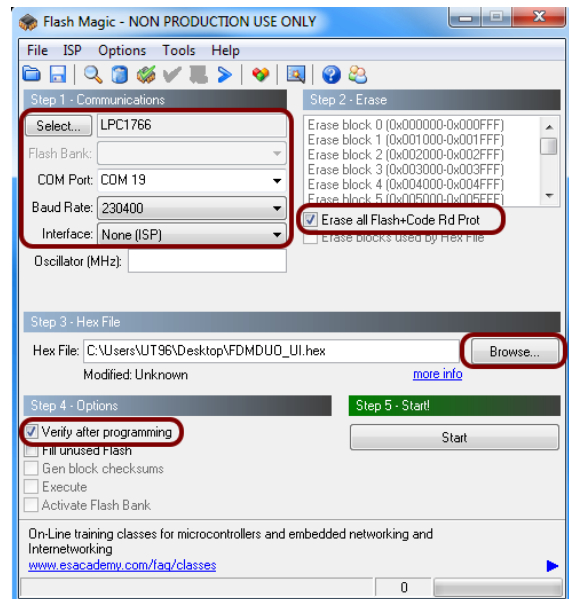 Flash Magic - NON PRODUCTION USE ONLY
File ISP Options Tools Help
Step 1 - Communications
Select... LPC1766
Flash Bank:
COM Port: COM 19
Baud Rate: 230400
Interface: None (ISP)
Oscillator (MHz):
Step 2 - Erase
Erase block 0 (0x000000-0x000FFF)
Erase block 1 (0x001000-0x001FFF)
Erase block 2 (0x002000-0x002FFF)
Erase block 3 (0x003000-0x003FFF)
Erase block 4 (0x004000-0x004FFF)
Erase block 5 (0x005000-0x005FFF)
Erase all Flash+Code Rd Prot
Erase blocks used by Hex File
Step 3 - Hex File
Hex File: C:\Users\UT96\Desktop\FDMDUO_UI.hex Browse...
Modified: Unknown more info
Step 4 - Options
Verify after programming
Fill unused Flash
Gen block checksums
Execute
Activate Flash Bank
Step 5 - Start!
Start
On-Line training classes for microcontrollers and embedded networking and
Internetworking
www.esacademy.com/faq/classes
0